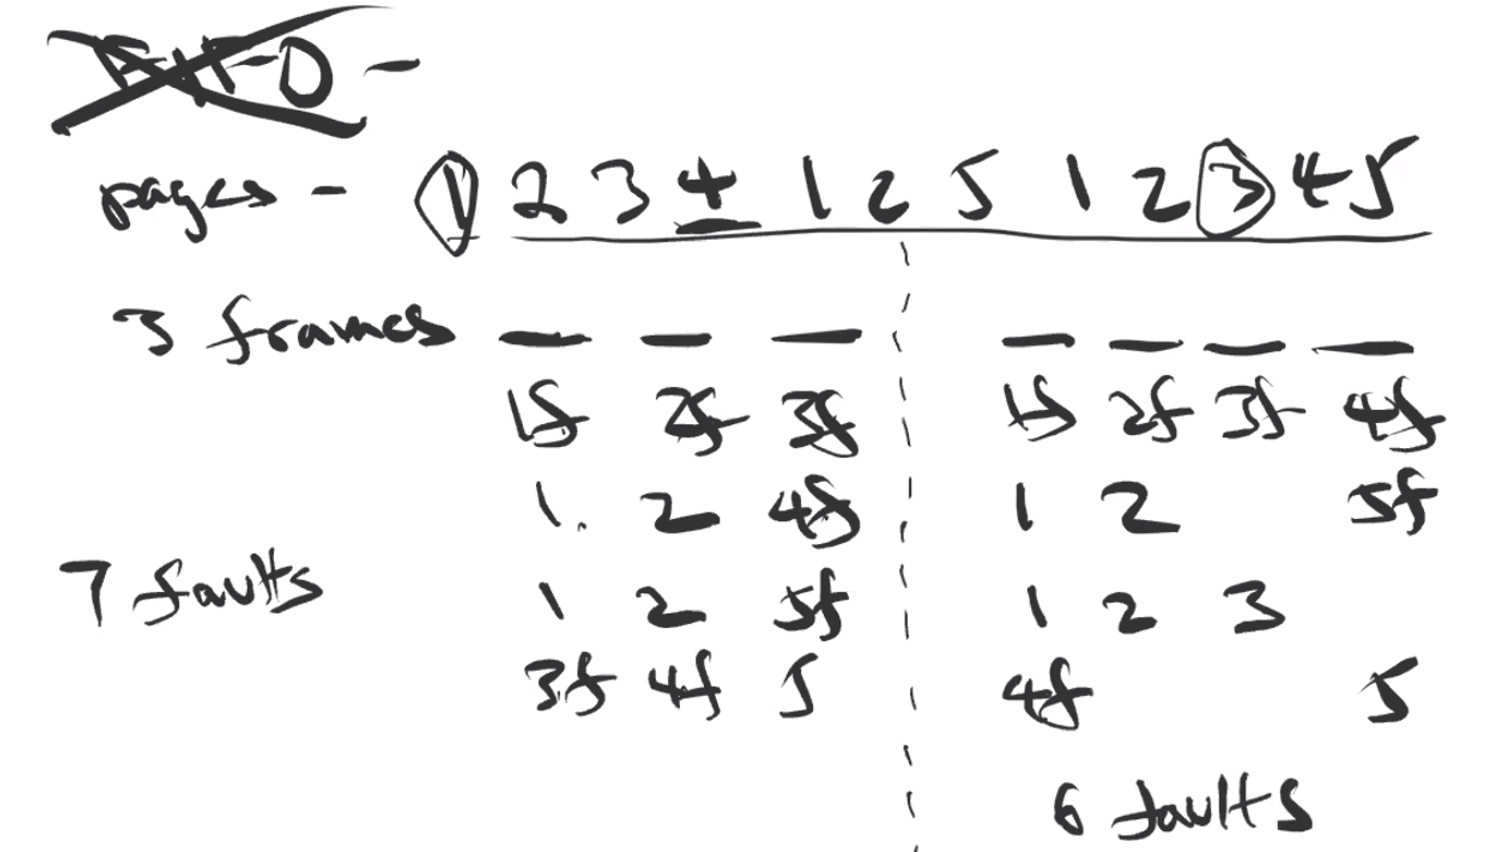 FIFO -
pages - 1 2 3 4 1 2 5 1 2 3 4 5
3 frames
1f 2f 3f 1f 2f 3f 4f
1. 2 4f 1 2 5f
7 faults
1 2 5f 1 2 3
3f 4f 5 4f 5
6 faults